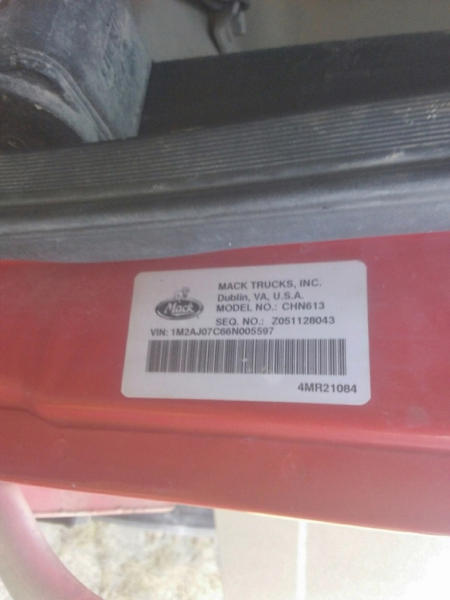 Mack
MACK TRUCKS, INC.
Dublin, VA, U.S.A.
MODEL NO.: CHN613
SEQ. NO.: Z051128043
VIN: 1M2AJ07C66N005597
4MR21084